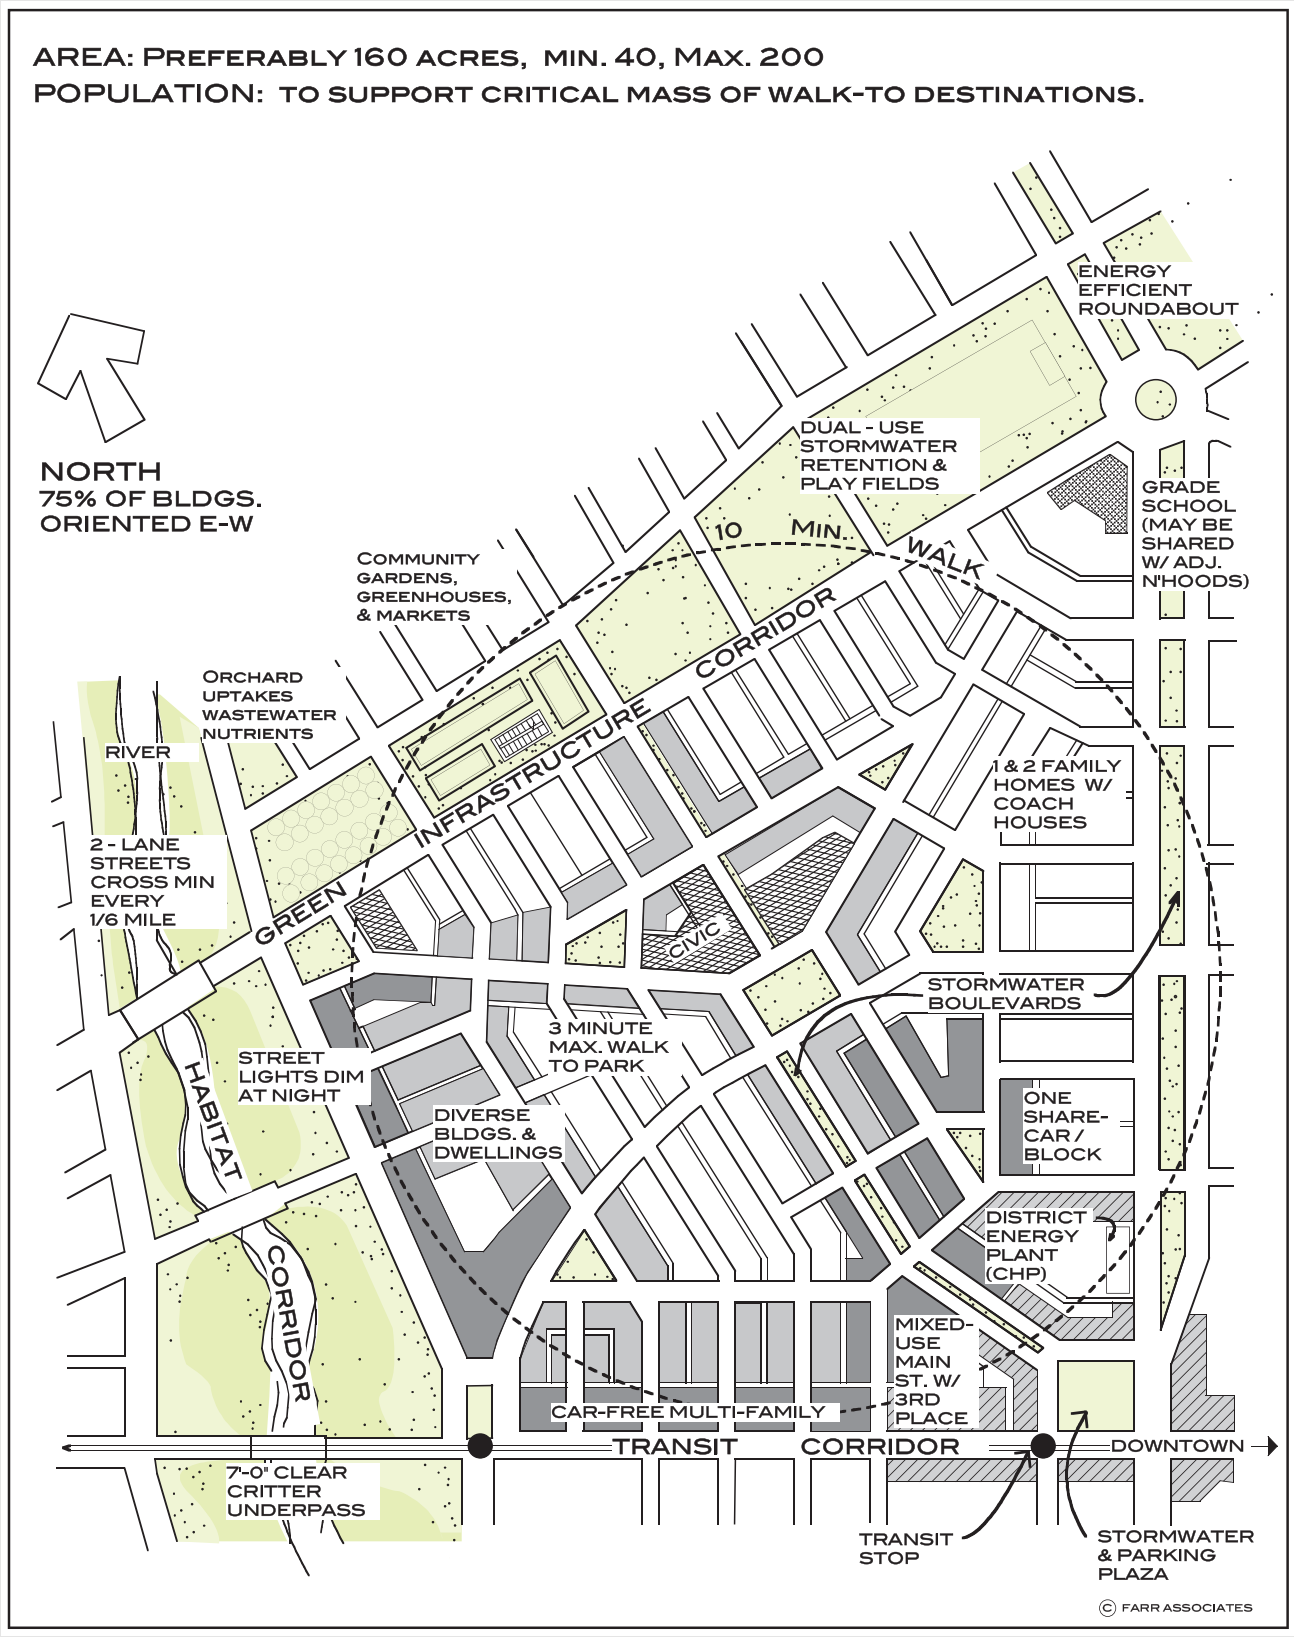 AREA: PREFERABLY 160 ACRES, MIN. 40, MAX. 200
POPULATION: TO SUPPORT CRITICAL MASS OF WALK-TO DESTINATIONS.
ENERGY
EFFICIENT
ROUNDABOUT
NORTH
75% OF BLDGS.
ORIENTED E-W
DUAL - USE
STORMWATER
RETENTION &
PLAY FIELDS
GRADE
SCHOOL
(MAY BE
SHARED
W/ ADJ.
N'HOODS)
10 MIN. WALK
COMMUNITY
GARDENS,
GREENHOUSES,
& MARKETS
ORCHARD
UPTAKES
WASTEWATER
NUTRIENTS
RIVER
GREEN INFRASTRUCTURE CORRIDOR
1 & 2 FAMILY
HOMES W/
COACH
HOUSES
2 - LANE
STREETS
CROSS MIN
EVERY
1/6 MILE
CIVIC
STORMWATER
BOULEVARDS
3 MINUTE
MAX. WALK
TO PARK
STREET
LIGHTS DIM
AT NIGHT
HABITAT CORRIDOR
DIVERSE
BLDGS. &
DWELLINGS
ONE
SHARE-
CAR /
BLOCK
DISTRICT
ENERGY
PLANT
(CHP)
MIXED-
USE
MAIN
ST. W/
3RD
PLACE
CAR-FREE MULTI-FAMILY
TRANSIT CORRIDOR
DOWNTOWN
7'-0" CLEAR
CRITTER
UNDERPASS
TRANSIT
STOP
STORMWATER
& PARKING
PLAZA
© FARR ASSOCIATES